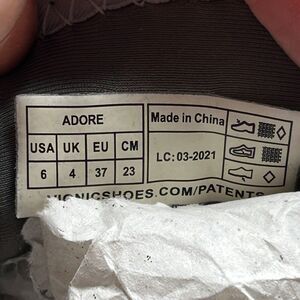 ADORE
USA UK EU CM
6 4 37 23
Made in China
LC: 03-2021
VIONICSHOES.COM/PATENTS